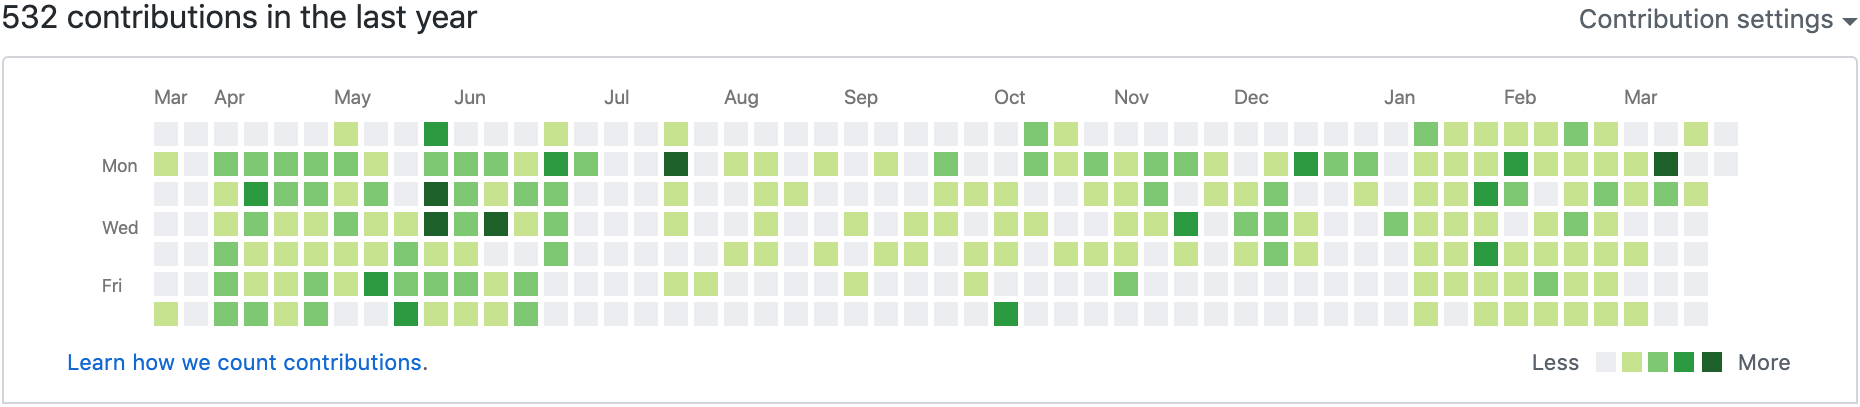 532 contributions in the last year
Contribution settings
Mar Apr May Jun Jul Aug Sep Oct Nov Dec Jan Feb Mar
Mon
Wed
Fri
Learn how we count contributions.
Less More